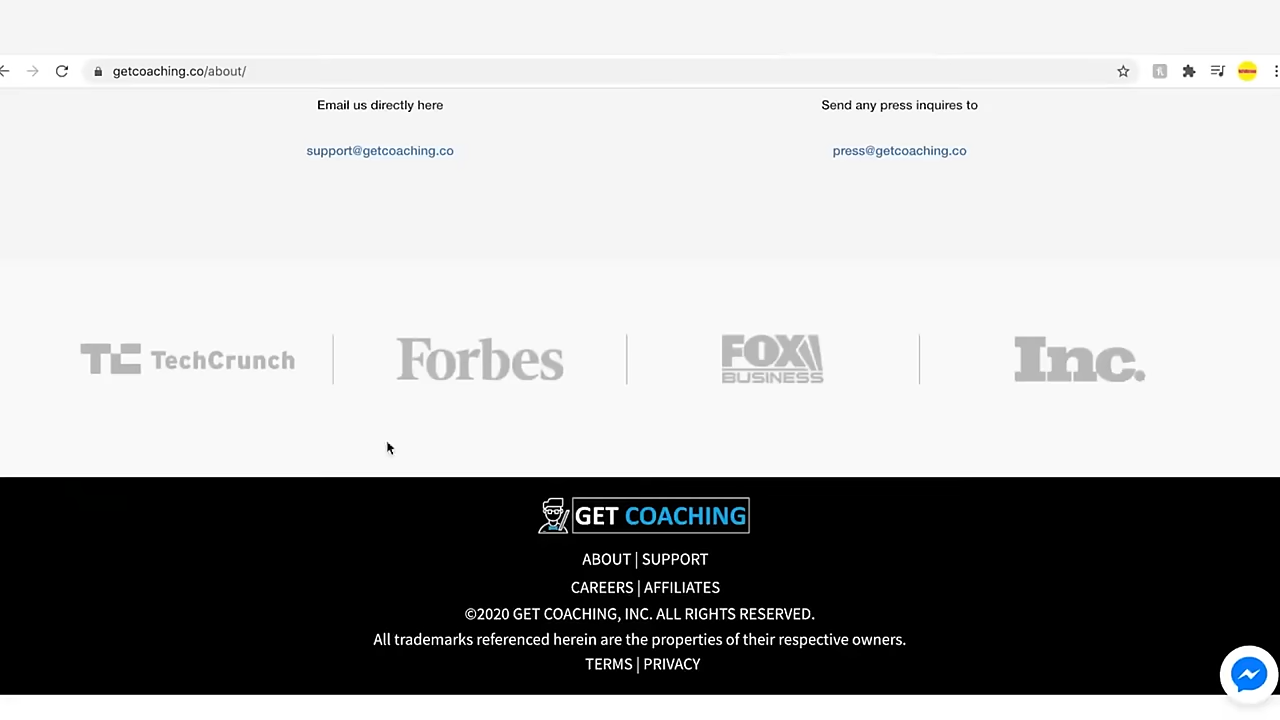 getcoaching.co/about/
Email us directly here
Send any press inquires to
support@getcoaching.co
press@getcoaching.co
TC TechCrunch
Forbes
FOX
BUSINESS
Inc.
GET COACHING
ABOUT | SUPPORT
CAREERS | AFFILIATES
©2020 GET COACHING, INC. ALL RIGHTS RESERVED.
All trademarks referenced herein are the properties of their respective owners.
TERMS | PRIVACY